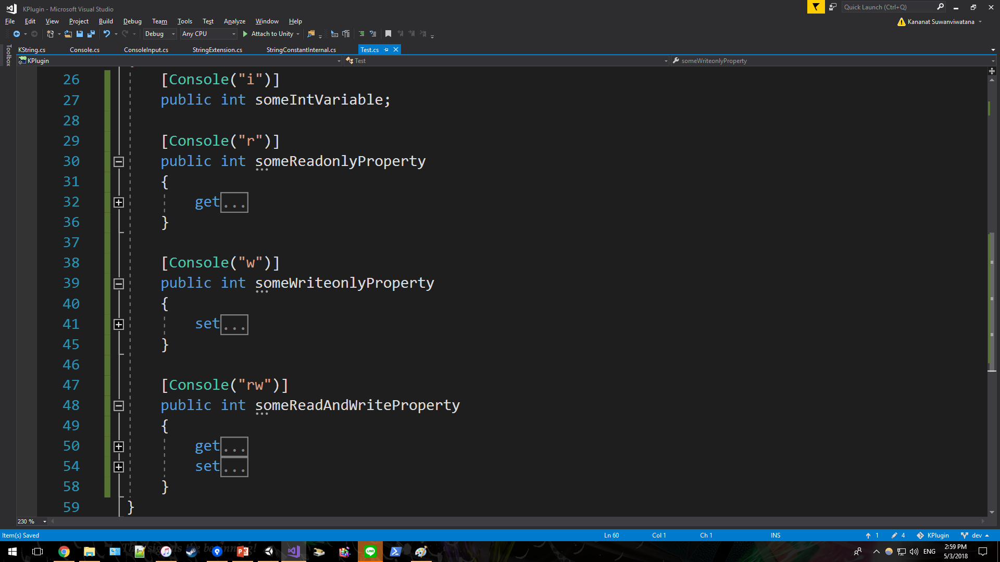 KPlugin - Microsoft Visual Studio
Quick Launch (Ctrl+Q)
File Edit View Project Build Debug Team Tools Test Analyze Window Help
Kananat Suwanviwatana
Debug Any CPU Attach to Unity
Toolbox
KString.cs Console.cs ConsoleInput.cs StringExtension.cs StringConstantInternal.cs Test.cs
KPlugin Test someWriteonlyProperty
26 [Console("i")]
27 public int someIntVariable;
28
29 [Console("r")]
30 public int someReadonlyProperty
31 {
32 get...
36 }
37
38 [Console("w")]
39 public int someWriteonlyProperty
40 {
41 set...
45 }
46
47 [Console("rw")]
48 public int someReadAndWriteProperty
49 {
50 get...
54 set...
58 }
59 }
230 %
Item(s) Saved Ln 60 Col 1 Ch 1 INS 1 4 KPlugin dev
LINE
ENG
2:59 PM
5/3/2018